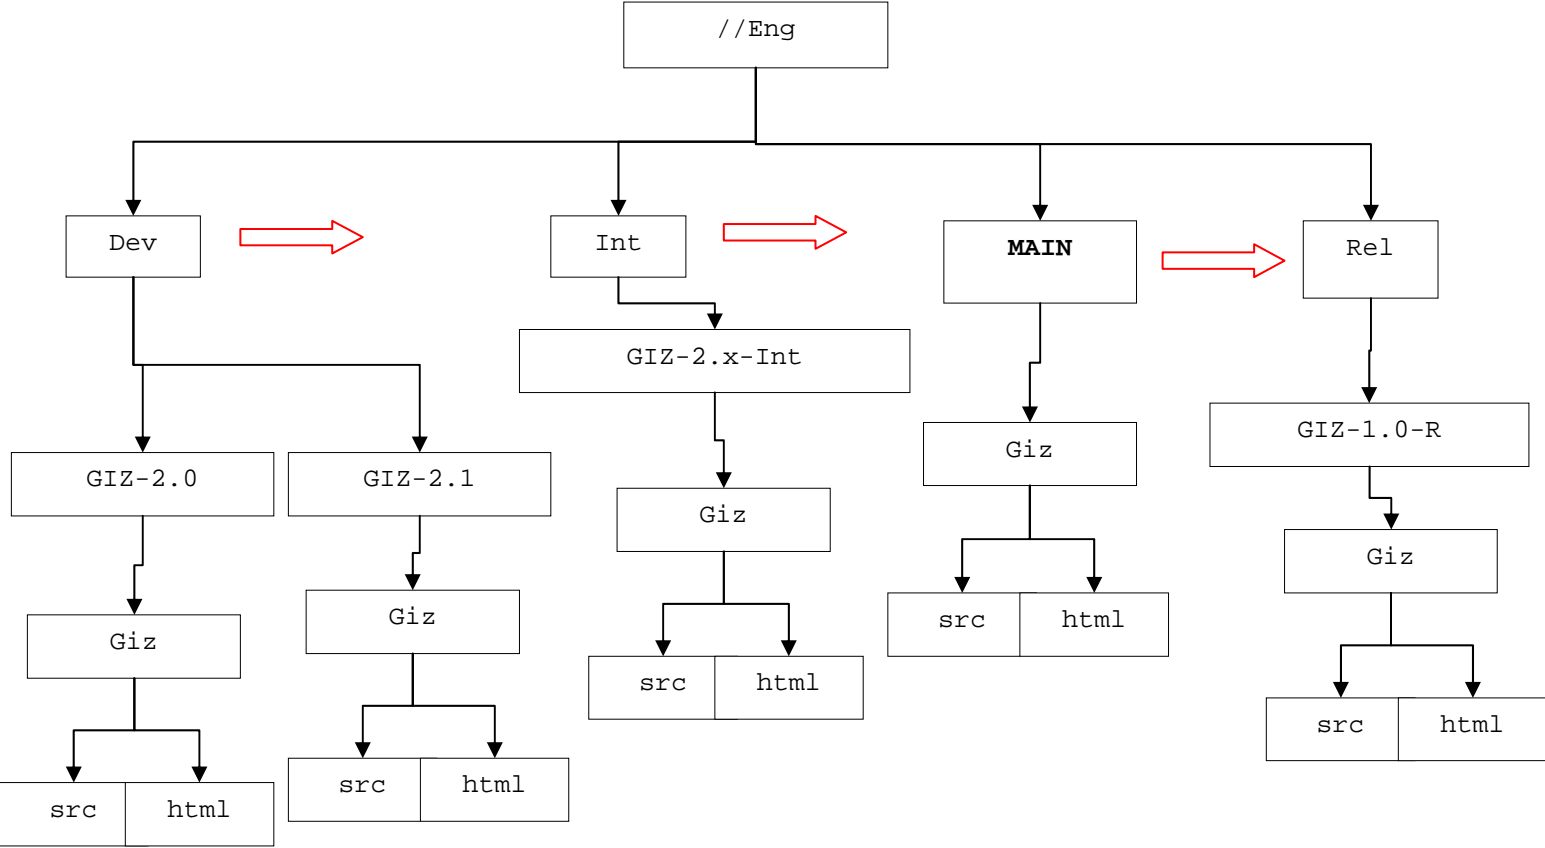 //Eng
Dev
Int
MAIN
Rel
GIZ-2.x-Int
GIZ-1.0-R
GIZ-2.0
GIZ-2.1
Giz
Giz
Giz
Giz
Giz
src
html
src
html
src
html
src
html
src
html